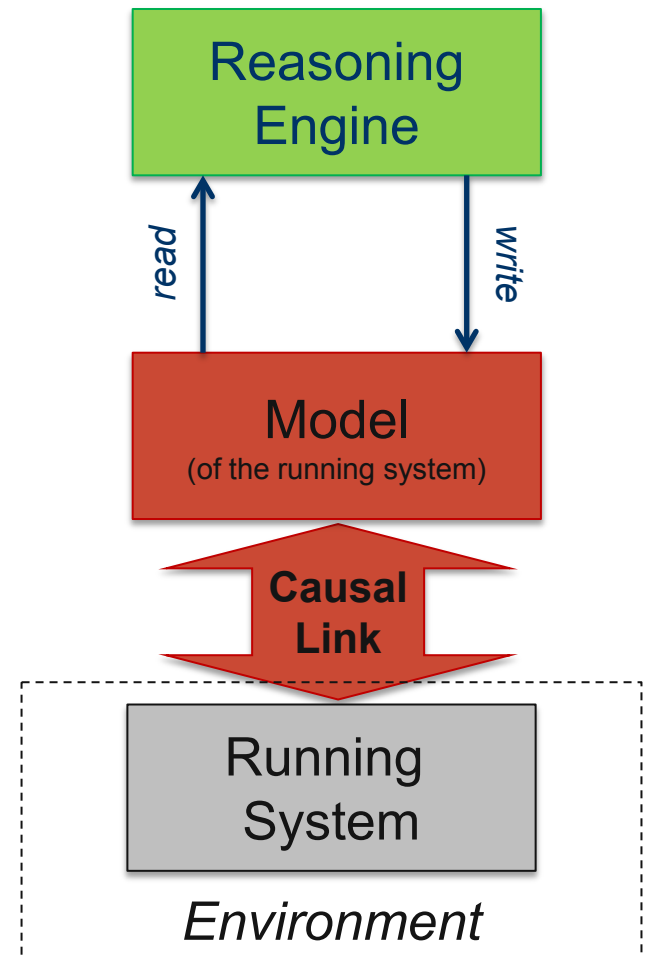 Reasoning
Engine
read
write
Model
(of the running system)
Causal
Link
Running
System
Environment